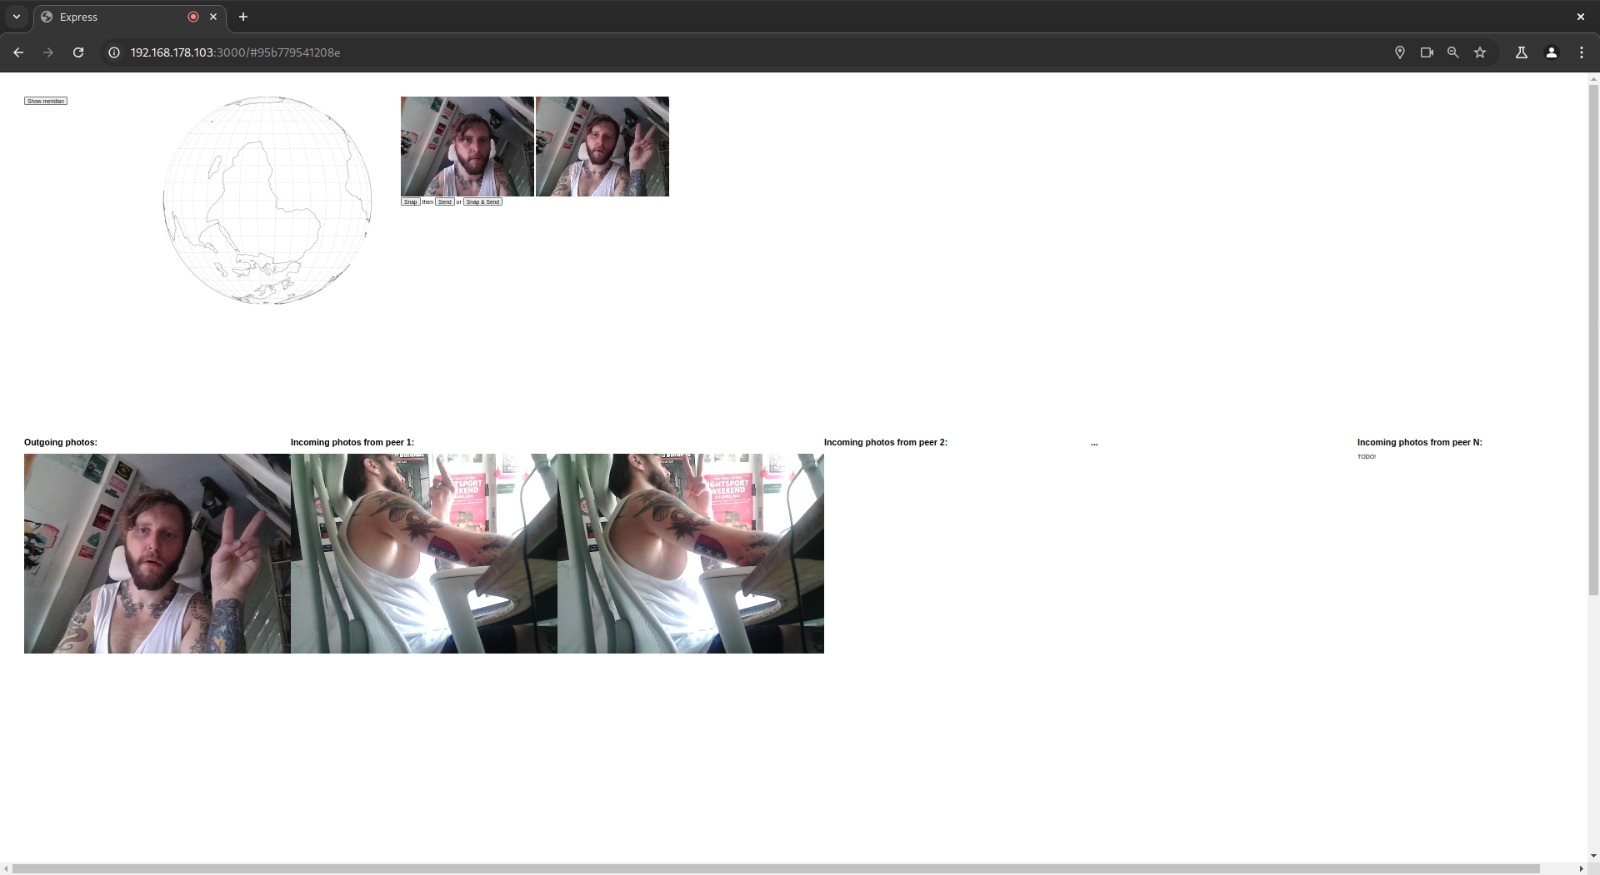 Express
192.168.178.103:3000/#95b779541208e
Show meridian
Snap then Send or Snap & Send
Outgoing photos:
Incoming photos from peer 1:
Incoming photos from peer 2:
...
Incoming photos from peer N:
TODO!
GHTSPORT
WEEKEND
GHTSPORT
WEEKEND